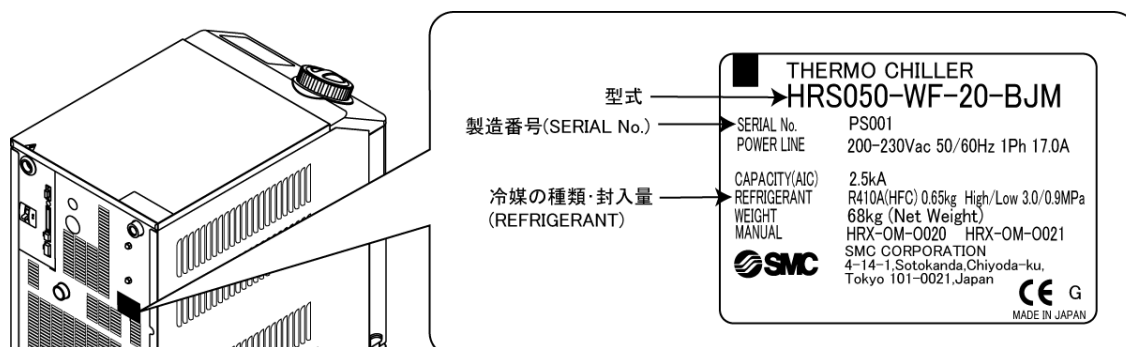 THERMO CHILLER
型式
HRS050-WF-20-BJM
製造番号(SERIAL No.)
SERIAL No. PS001
POWER LINE 200-230Vac 50/60Hz 1Ph 17.0A
CAPACITY(AIC) 2.5kA
冷媒の種類・封入量
(REFRIGERANT)
REFRIGERANT R410A(HFC) 0.65kg High/Low 3.0/0.9MPa
WEIGHT 68kg (Net Weight)
MANUAL HRX-OM-O020 HRX-OM-O021
SMC
SMC CORPORATION
4-14-1,Sotokanda,Chiyoda-ku,
Tokyo 101-0021,Japan
CE G
MADE IN JAPAN